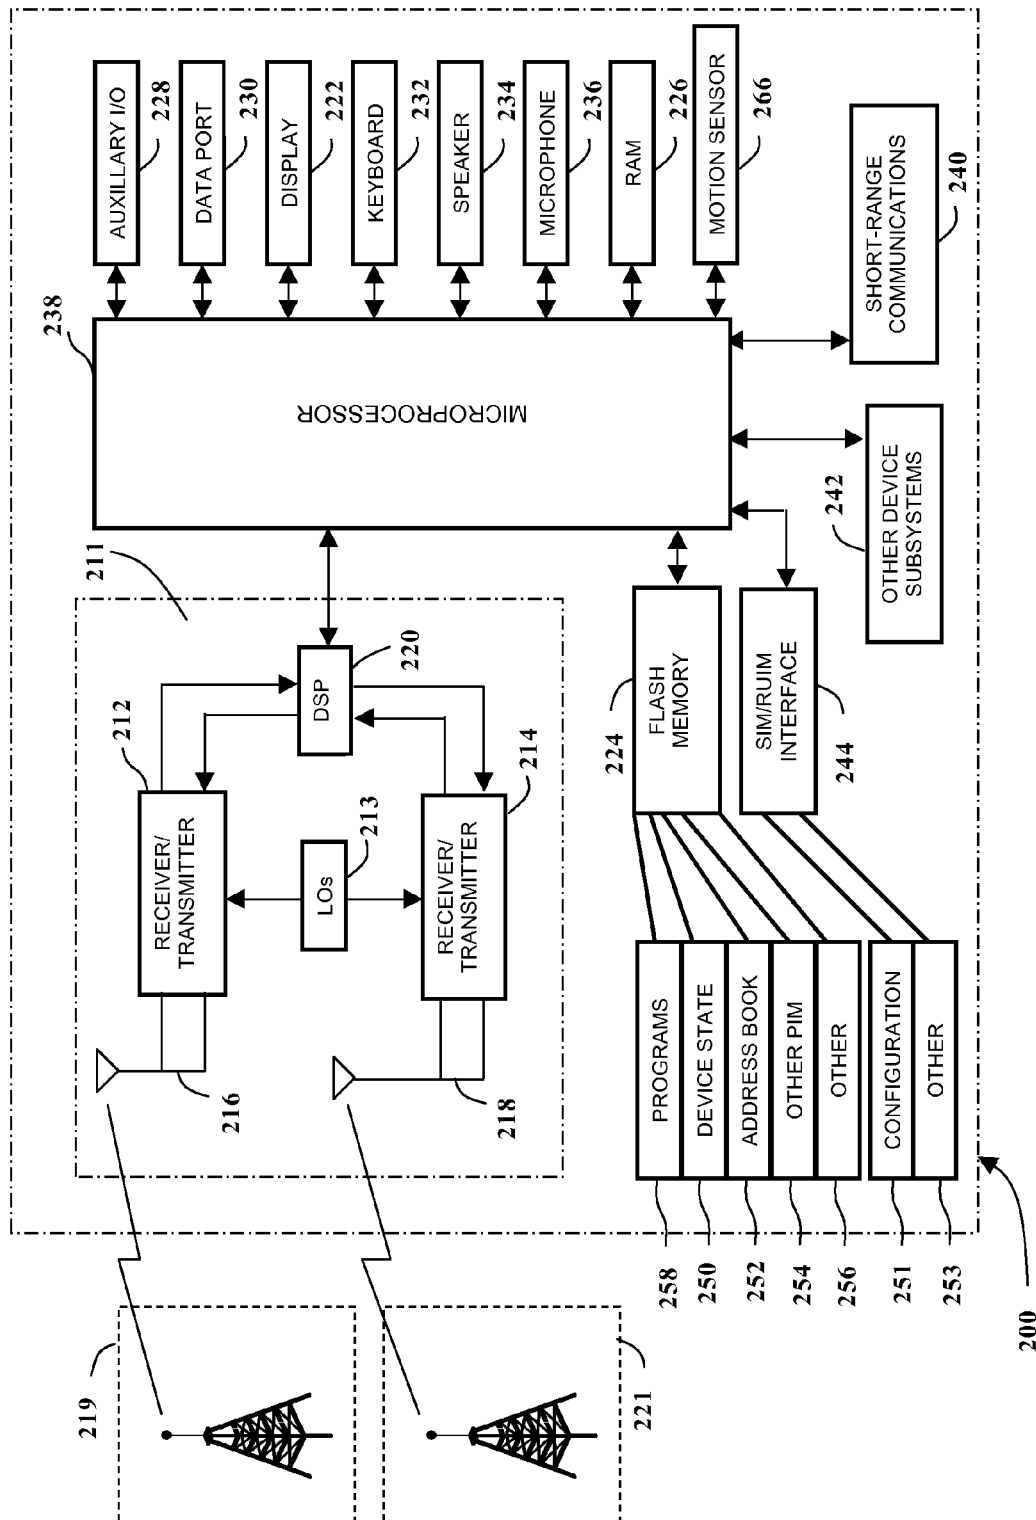 AUXILLARY I/O
228
DATA PORT
230
DISPLAY
222
KEYBOARD
232
SPEAKER
234
MICROPHONE
236
RAM
226
MOTION SENSOR
266
238
MICROPROCESSOR
SHORT-RANGE
COMMUNICATIONS
240
OTHER DEVICE
SUBSYSTEMS
242
211
212
RECEIVER/
TRANSMITTER
DSP
220
LOs
213
RECEIVER/
TRANSMITTER
214
216
218
FLASH
MEMORY
224
SIM/RUIM
INTERFACE
244
PROGRAMS
258
DEVICE STATE
250
ADDRESS BOOK
252
OTHER PIM
254
OTHER
256
CONFIGURATION
251
OTHER
253
219
221
200